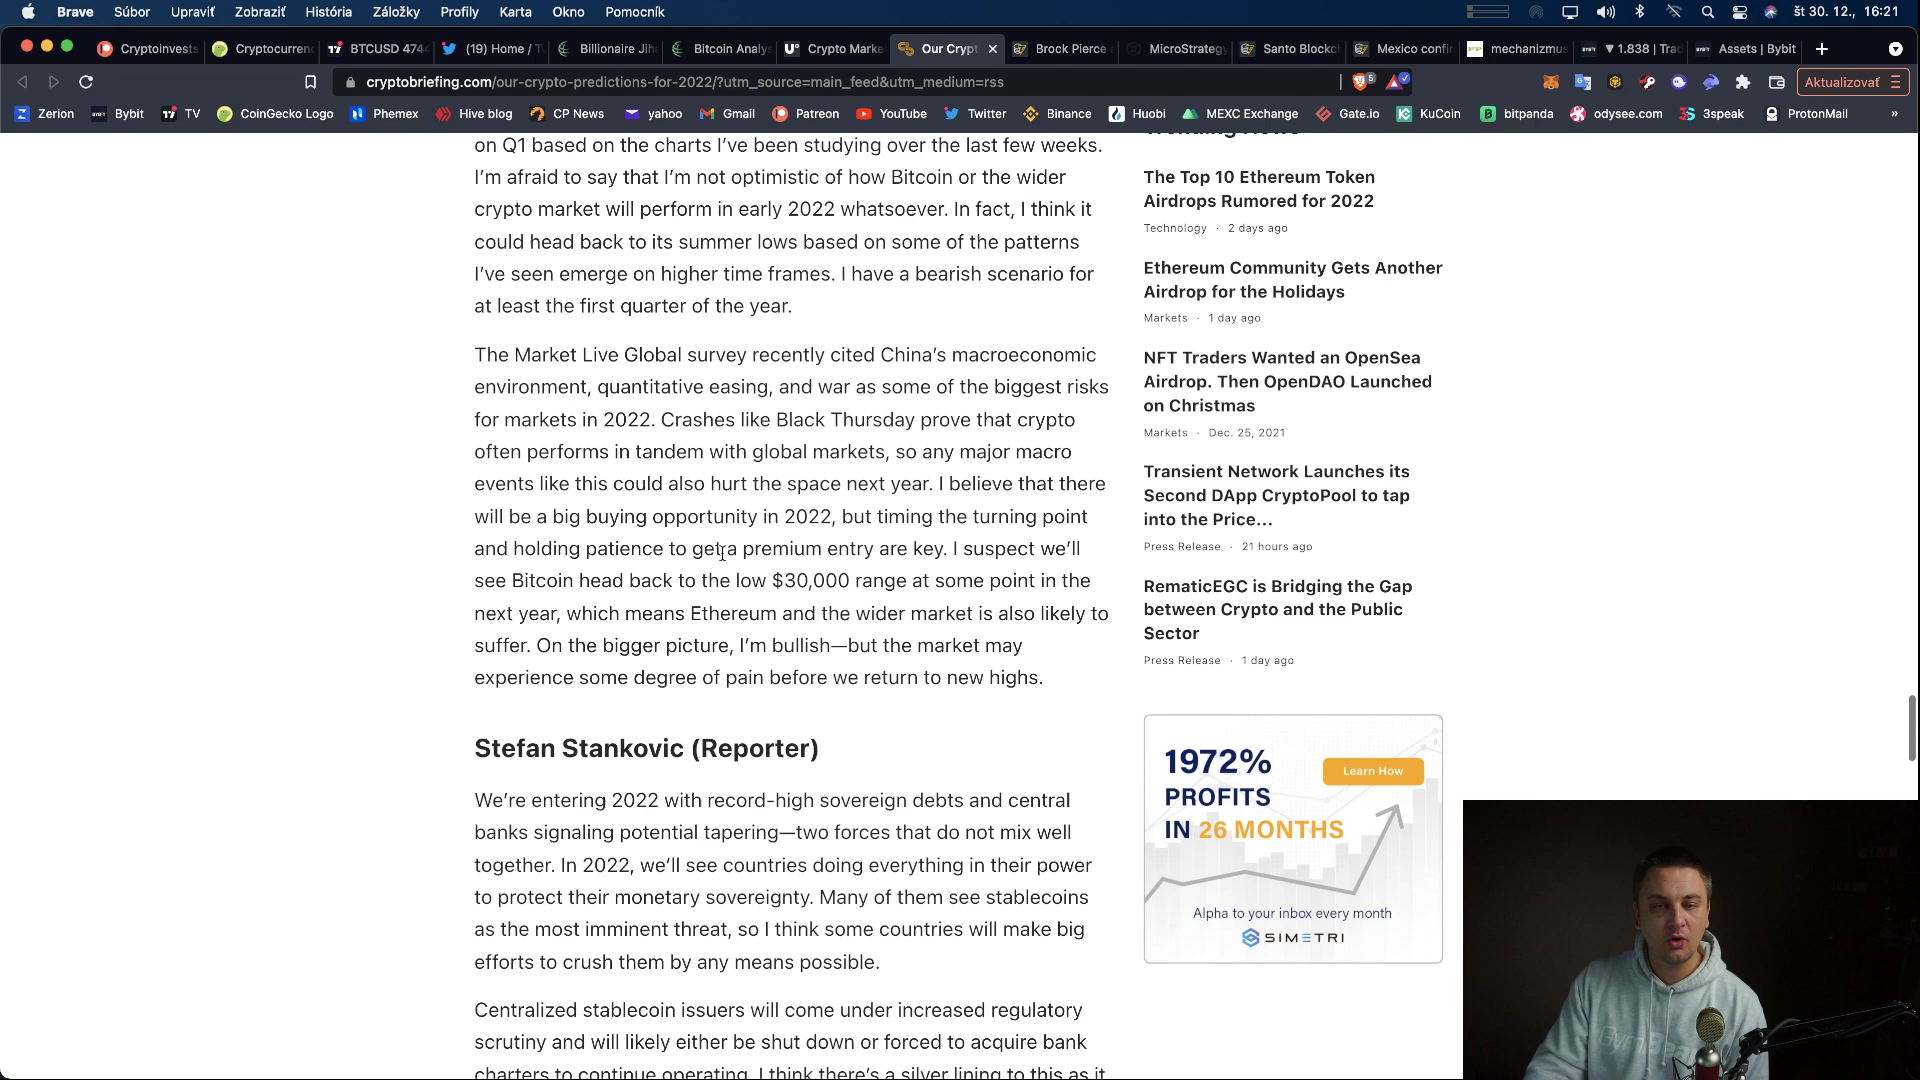 Brave Súbor Upraviť Zobraziť História Záložky Profily Karta Okno Pomocník št 30. 12., 16:21
Cryptoinvests Cryptocurren BTCUSD 474 (19) Home / T Billionaire Jih Bitcoin Analy Crypto Marke Our Crypt Brock Pierce MicroStrategy Santo Blockc Mexico confir mechanizmus ▼1.838 | Trad Assets | Bybit
cryptobriefing.com/our-crypto-predictions-for-2022/?utm_source=main_feed&utm_medium=rss 5 Aktualizovať
Zerion Bybit TV CoinGecko Logo Phemex Hive blog CP News yahoo Gmail Patreon YouTube Twitter Binance Huobi MEXC Exchange Gate.io KuCoin bitpanda odysee.com 3speak ProtonMail »
on Q1 based on the charts I've been studying over the last few weeks.
I'm afraid to say that I'm not optimistic of how Bitcoin or the wider
crypto market will perform in early 2022 whatsoever. In fact, I think it
could head back to its summer lows based on some of the patterns
I've seen emerge on higher time frames. I have a bearish scenario for
at least the first quarter of the year.
The Market Live Global survey recently cited China's macroeconomic
environment, quantitative easing, and war as some of the biggest risks
for markets in 2022. Crashes like Black Thursday prove that crypto
often performs in tandem with global markets, so any major macro
events like this could also hurt the space next year. I believe that there
will be a big buying opportunity in 2022, but timing the turning point
and holding patience to get a premium entry are key. I suspect we'll
see Bitcoin head back to the low $30,000 range at some point in the
next year, which means Ethereum and the wider market is also likely to
suffer. On the bigger picture, I'm bullish—but the market may
experience some degree of pain before we return to new highs.
Stefan Stankovic (Reporter)
We're entering 2022 with record-high sovereign debts and central
banks signaling potential tapering—two forces that do not mix well
together. In 2022, we'll see countries doing everything in their power
to protect their monetary sovereignty. Many of them see stablecoins
as the most imminent threat, so I think some countries will make big
efforts to crush them by any means possible.
Centralized stablecoin issuers will come under increased regulatory
scrutiny and will likely either be shut down or forced to acquire bank
charters to continue operating. I think there's a silver lining to this as it
The Top 10 Ethereum Token
Airdrops Rumored for 2022
Technology · 2 days ago
Ethereum Community Gets Another
Airdrop for the Holidays
Markets · 1 day ago
NFT Traders Wanted an OpenSea
Airdrop. Then OpenDAO Launched
on Christmas
Markets · Dec. 25, 2021
Transient Network Launches its
Second DApp CryptoPool to tap
into the Price...
Press Release · 21 hours ago
RematicEGC is Bridging the Gap
between Crypto and the Public
Sector
Press Release · 1 day ago
1972%
PROFITS
IN 26 MONTHS
Learn How
Alpha to your inbox every month
SIMETRI